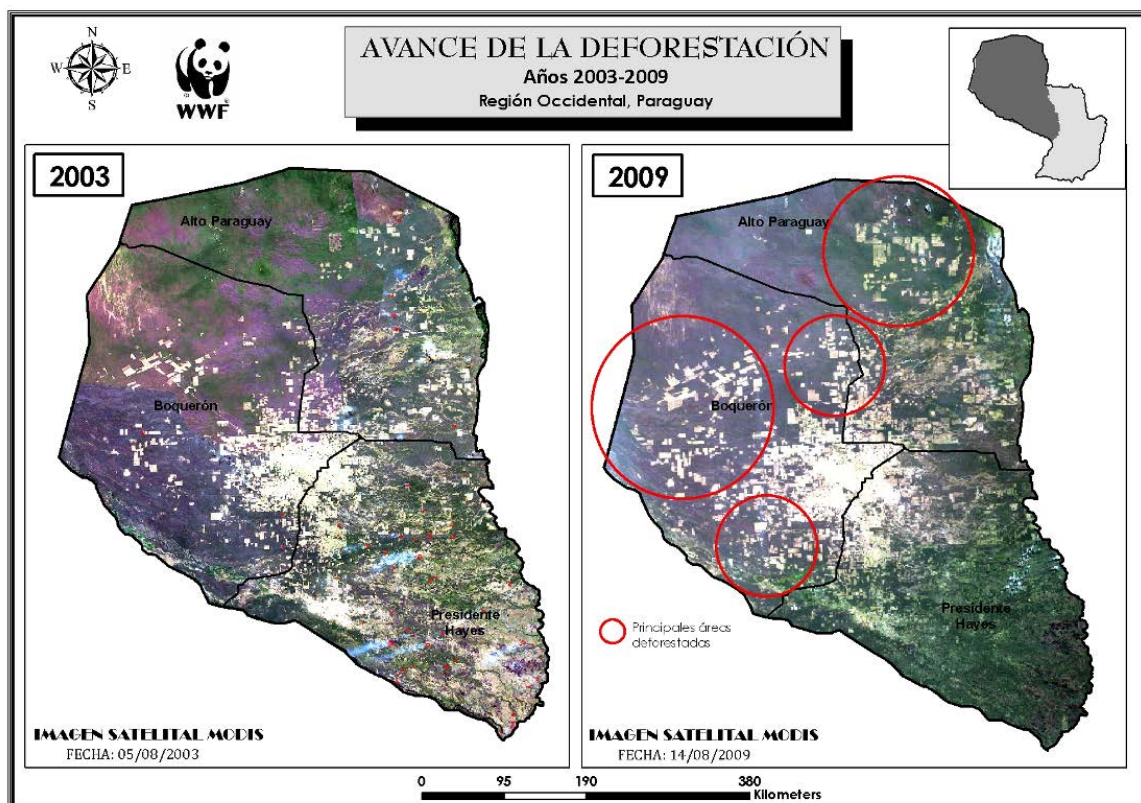 N
W E
S
WWF
AVANCE DE LA DEFORESTACIÓN
Años 2003-2009
Región Occidental, Paraguay
2003
Alto Paraguay
Boquerón
Presidente
Hayes
IMAGEN SATELITAL MODIS
FECHA: 05/08/2003
2009
Alto Paraguay
Boquerón
Presidente
Hayes
Principales áreas
deforestadas
IMAGEN SATELITAL MODIS
FECHA: 14/08/2009
0 95 190 380
Kilometers